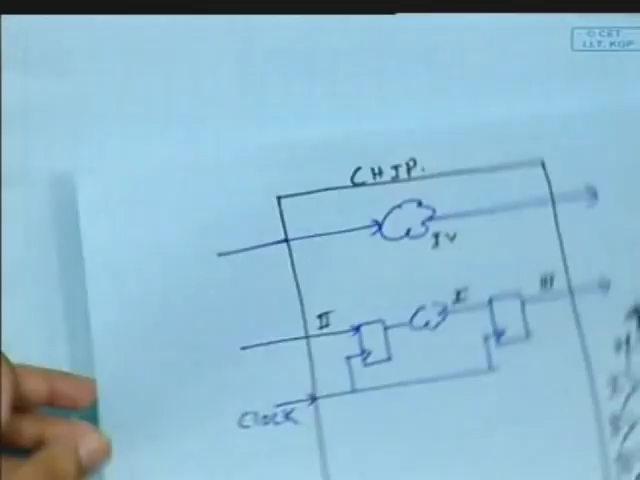 © CET
I.I.T. KGP
CHIP.
IV
II
I
III
Clock